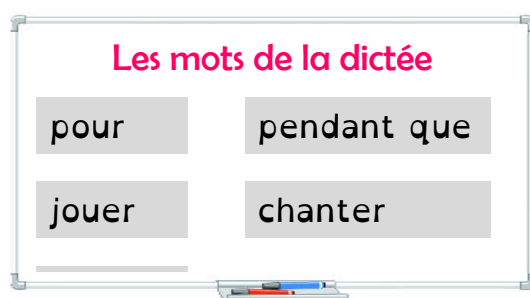 Les mots de la dictée
pour
pendant que
jouer
chanter